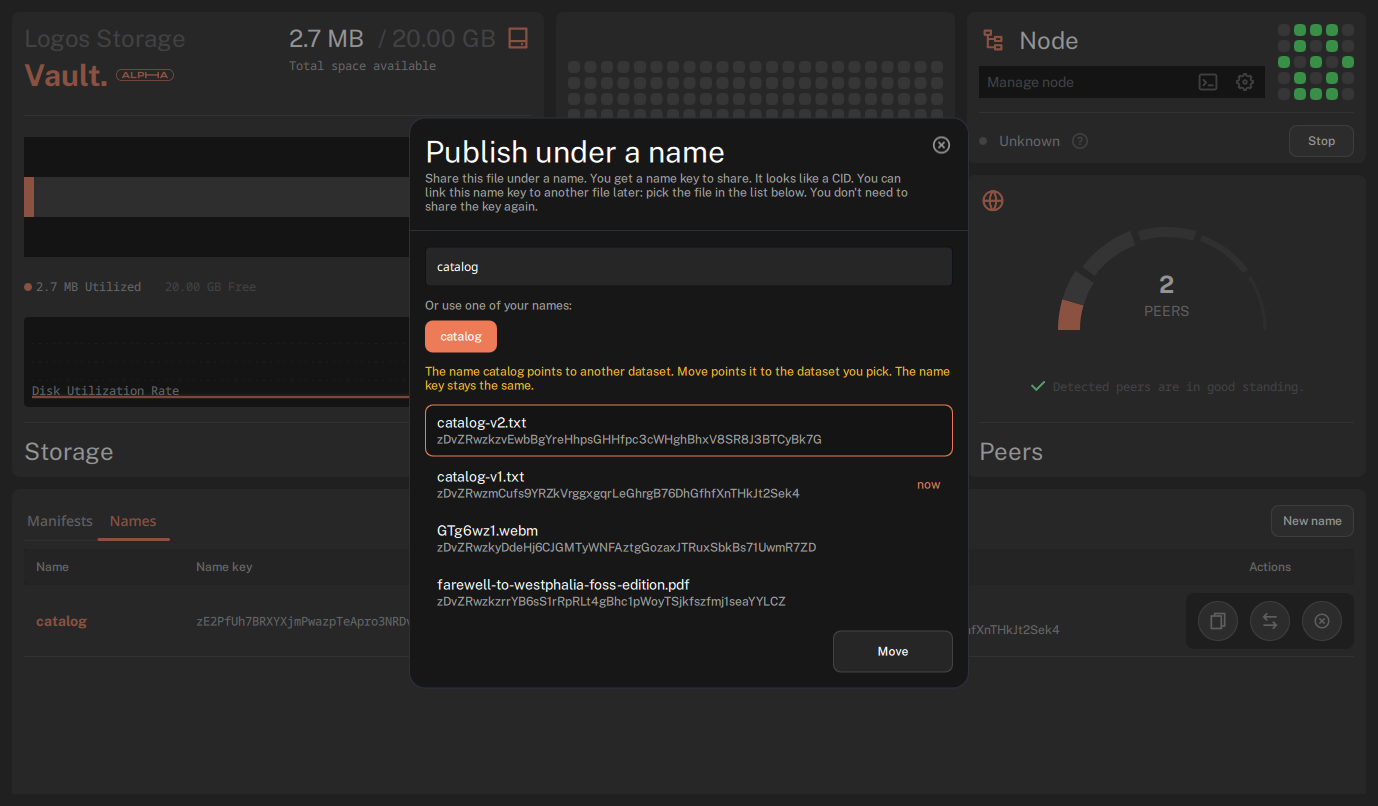 Logos Storage
Vault. ALPHA
2.7 MB / 20.00 GB
Total space available
Node
Manage node
Unknown
Stop
2.7 MB Utilized
20.00 GB Free
Disk Utilization Rate
Storage
2
PEERS
Detected peers are in good standing.
Peers
Publish under a name
Share this file under a name. You get a name key to share. It looks like a CID. You can
link this name key to another file later: pick the file in the list below. You don't need to
share the key again.
catalog
Or use one of your names:
catalog
The name catalog points to another dataset. Move points it to the dataset you pick. The name
key stays the same.
catalog-v2.txt
zDvZRwzkzvEwbBgYreHhpsGHHfpc3cWHghBhxV8SR8J3BTCyBk7G
catalog-v1.txt
zDvZRwzmCufs9YRZkVrggxgqrLeGhrgB76DhGfhfXnTHkJt2Sek4
now
GTg6wz1.webm
zDvZRwzkyDdeHj6CJGMTyWNFAztgGozaxJTRuxSbkBs71UwmR7ZD
farewell-to-westphalia-foss-edition.pdf
zDvZRwzkzrrYB6sS1rRpRLt4gBhc1pWoyTSjkfszfmj1seaYYLCZ
Move
Manifests
Names
New name
Name
Name key
Actions
catalog
zE2PfUh7BRXYXjmPwazpTeApro3NRDv
fXnTHkJt2Sek4